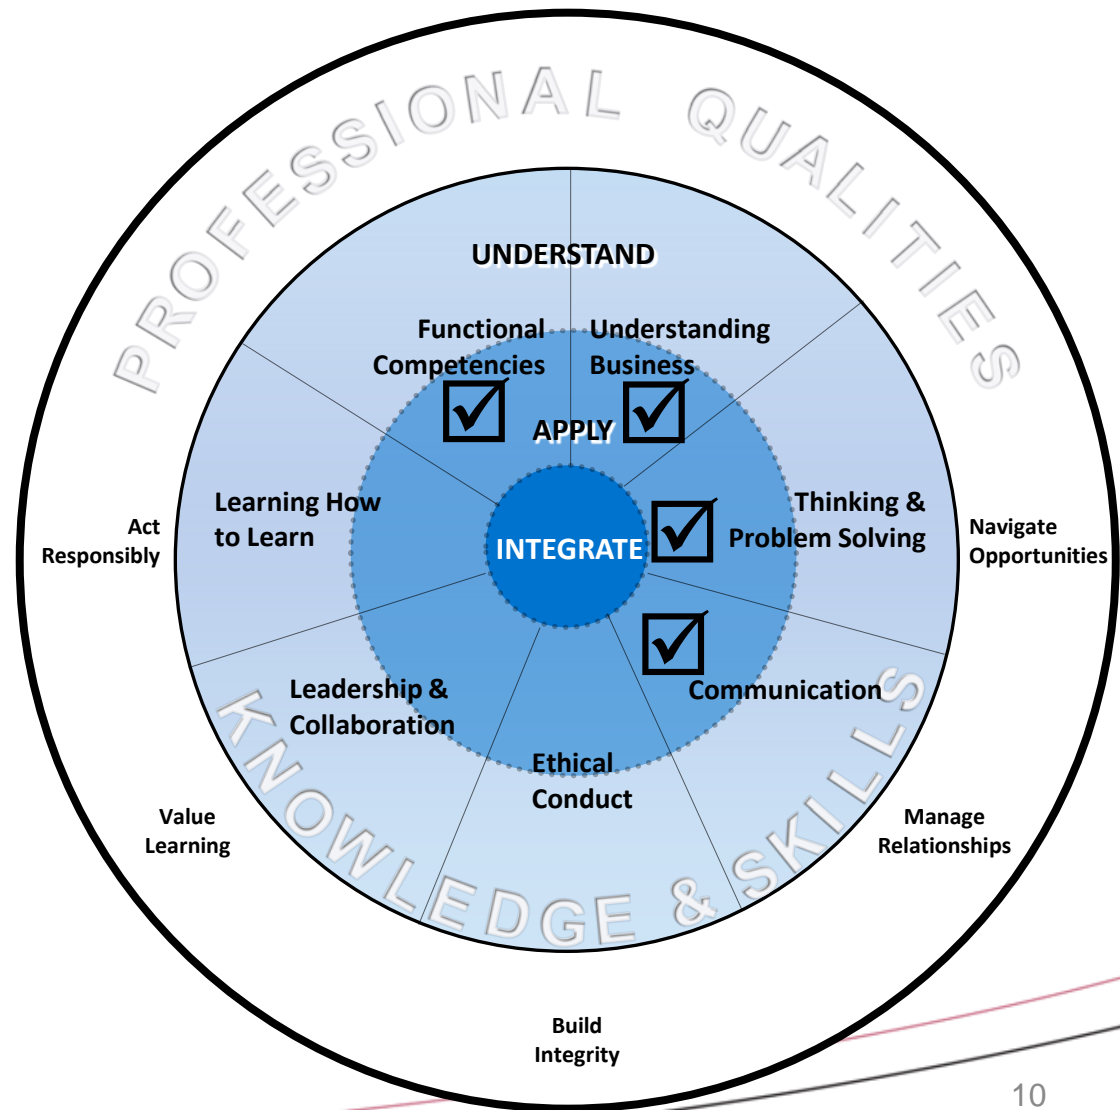 PROFESSIONAL QUALITIES
UNDERSTAND
Functional
Competencies
Understanding
Business
APPLY
Learning How
to Learn
Thinking &
Problem Solving
Act
Responsibly
Navigate
Opportunities
INTEGRATE
Leadership &
Collaboration
Communication
Ethical
Conduct
KNOWLEDGE & SKILLS
Value
Learning
Manage
Relationships
Build
Integrity
10